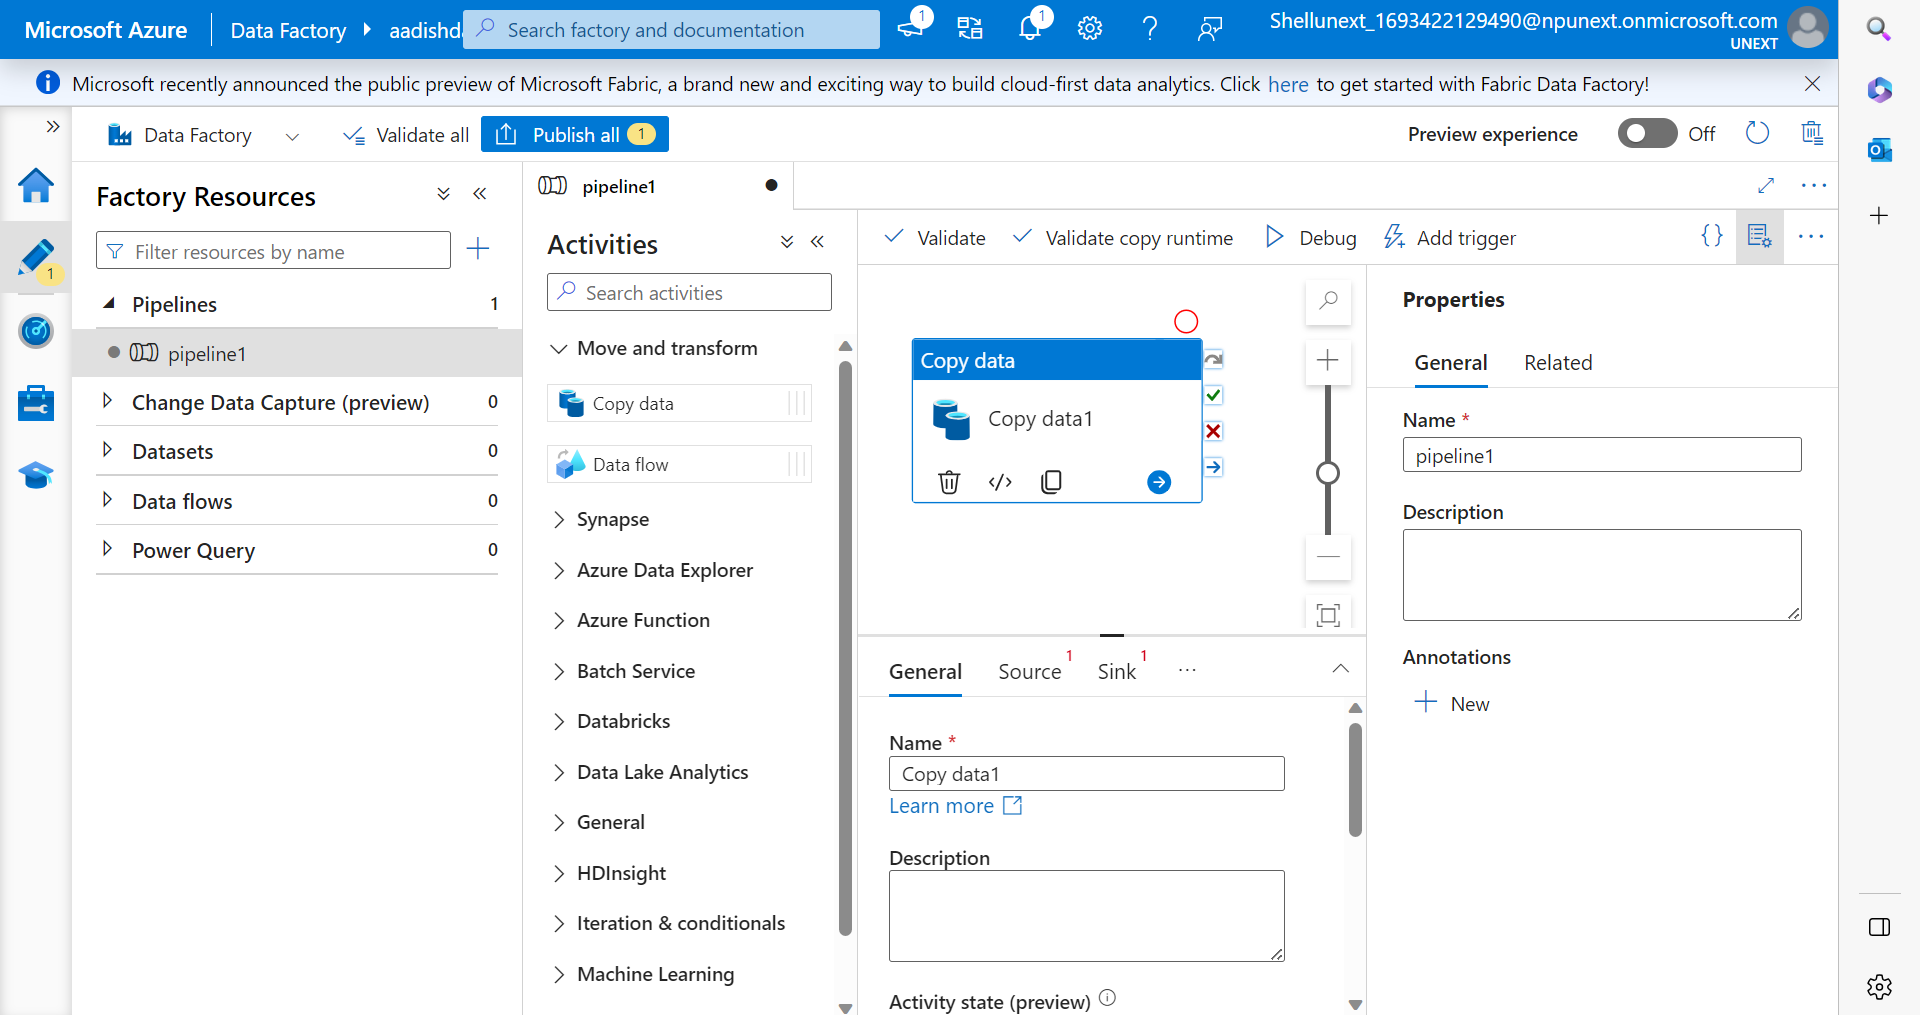 Microsoft Azure
Data Factory
aadishd
Search factory and documentation
1
1
Shellunext_1693422129490@npunext.onmicrosoft.com
UNEXT
Microsoft recently announced the public preview of Microsoft Fabric, a brand new and exciting way to build cloud-first data analytics. Click here to get started with Fabric Data Factory!
Data Factory
Validate all
Publish all 1
Preview experience
Off
Factory Resources
Filter resources by name
1
Pipelines 1
pipeline1
Change Data Capture (preview) 0
Datasets 0
Data flows 0
Power Query 0
pipeline1
Activities
Search activities
Move and transform
Copy data
Data flow
Synapse
Azure Data Explorer
Azure Function
Batch Service
Databricks
Data Lake Analytics
General
HDInsight
Iteration & conditionals
Machine Learning
Validate
Validate copy runtime
Debug
Add trigger
{}
Copy data
Copy data1
General
Source 1
Sink 1
Name *
Copy data1
Learn more
Description
Activity state (preview)
Properties
General
Related
Name *
pipeline1
Description
Annotations
New